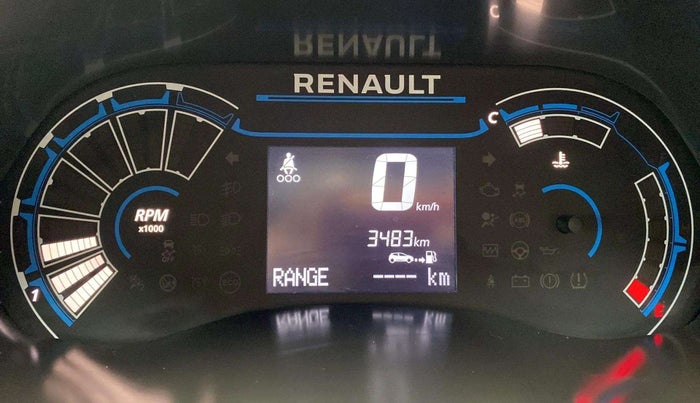 RENAULT
C
RPM
x1000
0 km/h
3483km
RANGE ---- km
1
E